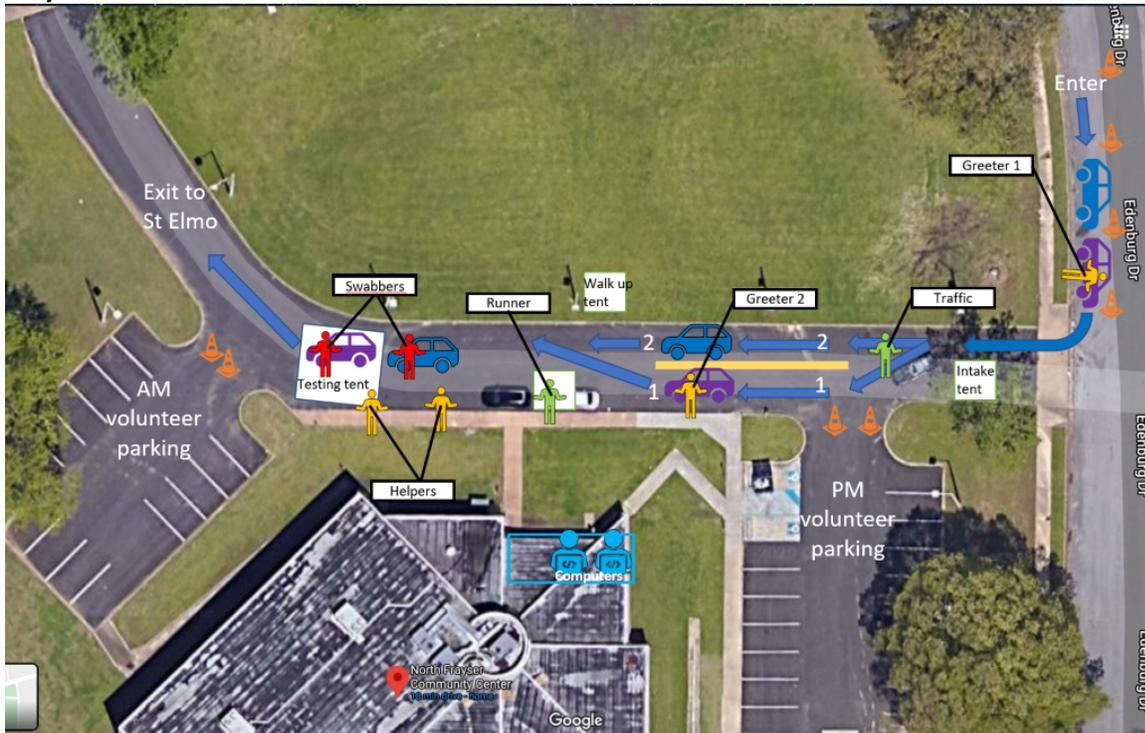 Enter
Greeter 1
Edenburg Dr
Exit to
St Elmo
Swabbers
Runner
Walk up
tent
Greeter 2
Traffic
2
2
1
1
Intake
tent
Testing tent
AM
volunteer
parking
Helpers
PM
volunteer
parking
Edenburg Dr
</>
</>
Computers
North Frayser
Community Center
Google
Edenburg Dr